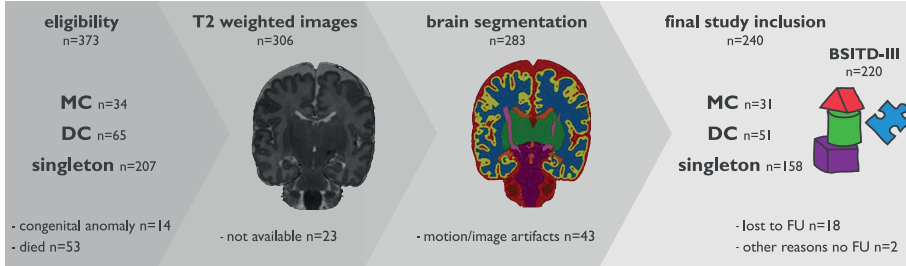 eligibility
n=373
MC n=34
DC n=65
singleton n=207
- congenital anomaly n=14
- died n=53
T2 weighted images
n=306
- not available n=23
brain segmentation
n=283
- motion/image artifacts n=43
final study inclusion
n=240
BSITD-III
n=220
MC n=31
DC n=51
singleton n=158
- lost to FU n=18
- other reasons no FU n=2